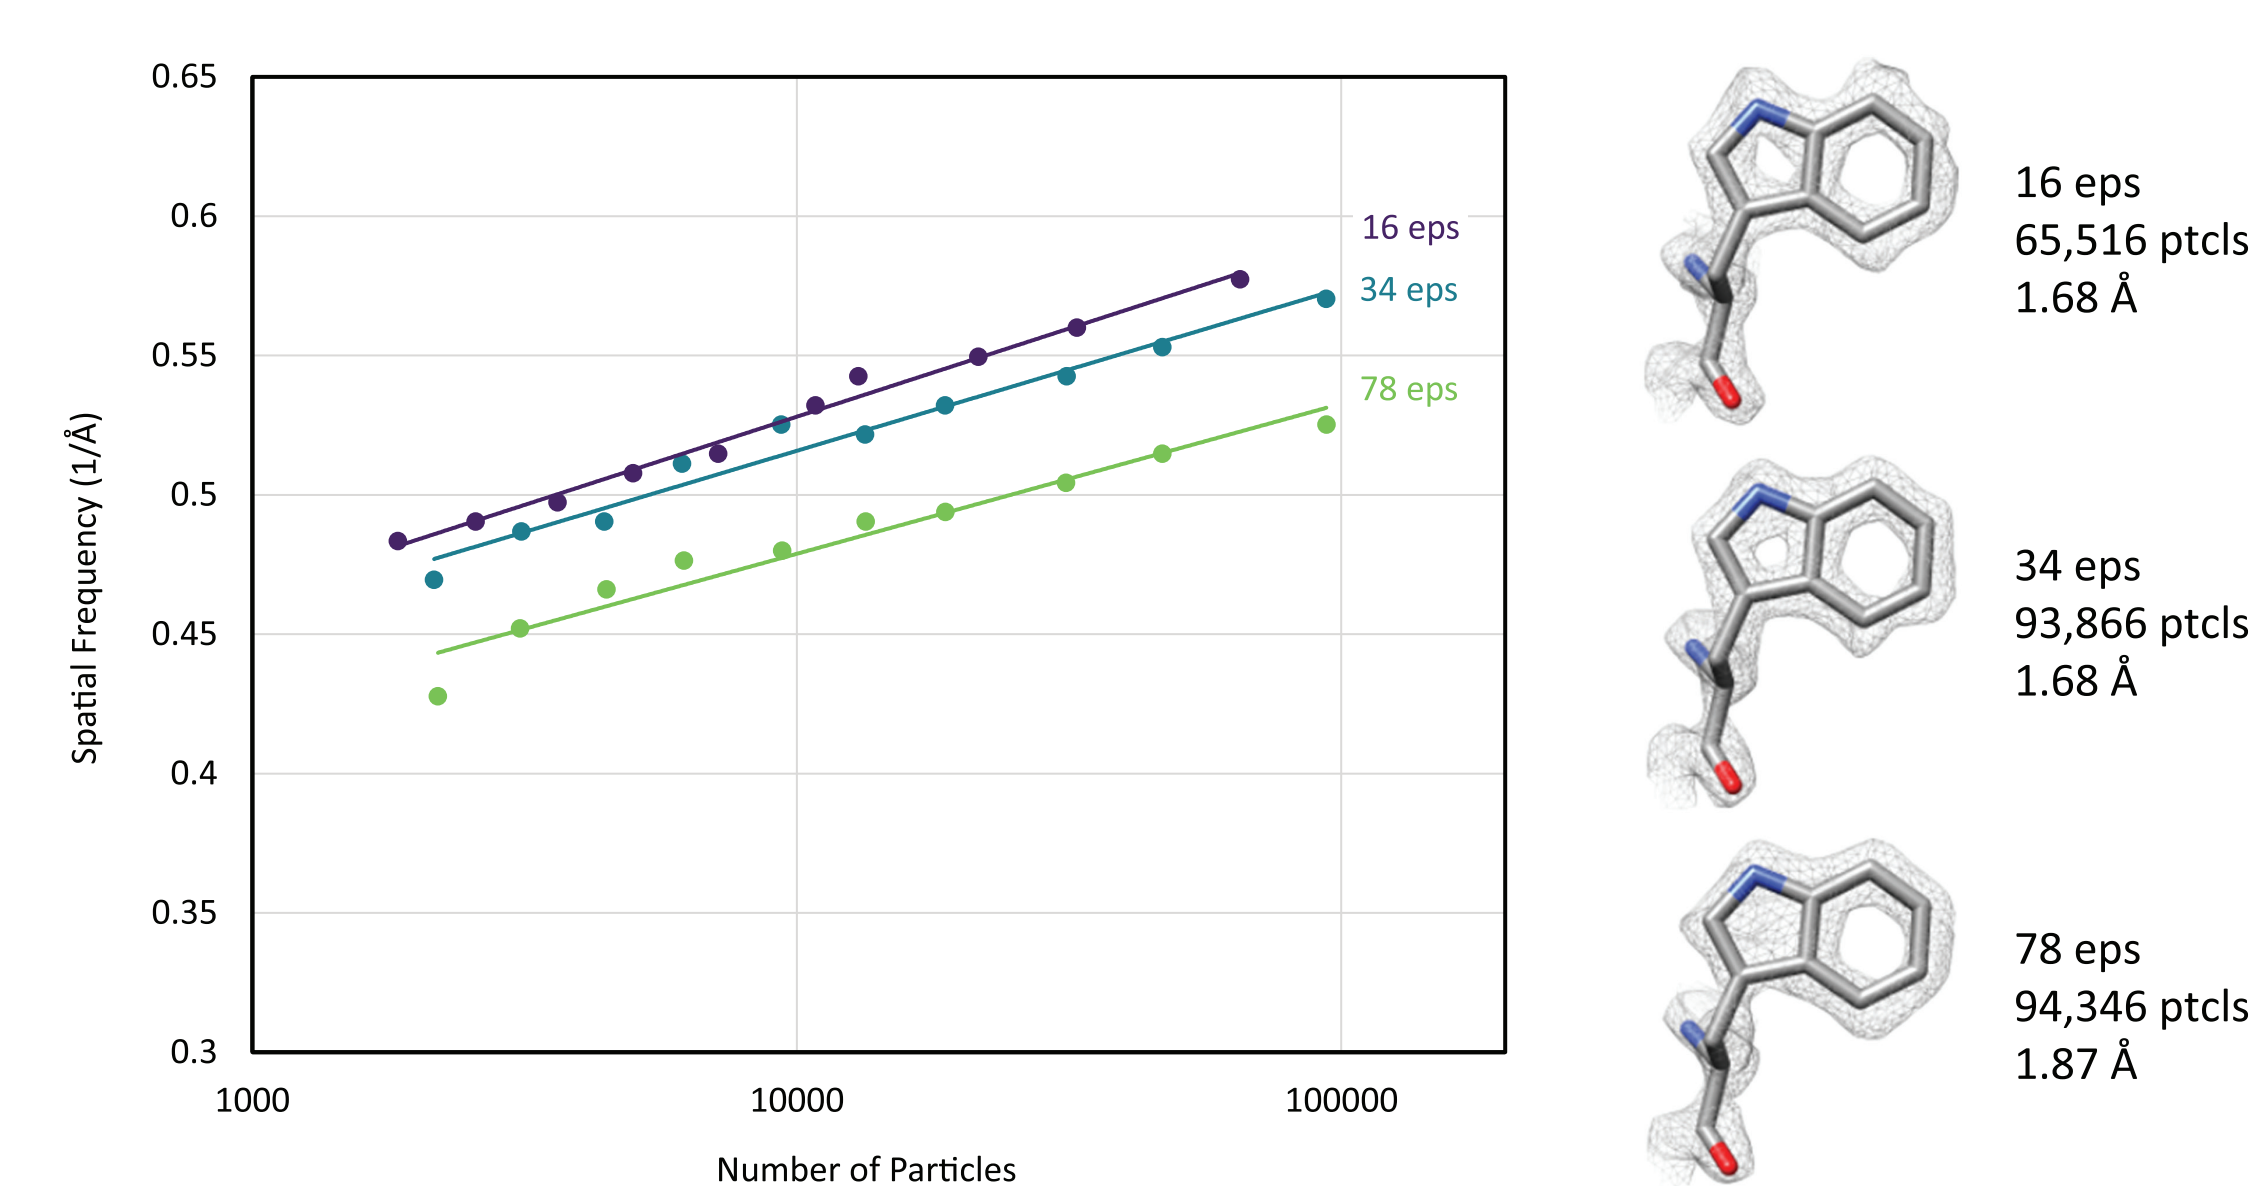 0.65
0.6
0.55
0.5
0.45
0.4
0.35
0.3
Spatial Frequency (1/Å)
1000
10000
100000
Number of Particles
16 eps
34 eps
78 eps
16 eps
65,516 ptcls
1.68 Å
34 eps
93,866 ptcls
1.68 Å
78 eps
94,346 ptcls
1.87 Å